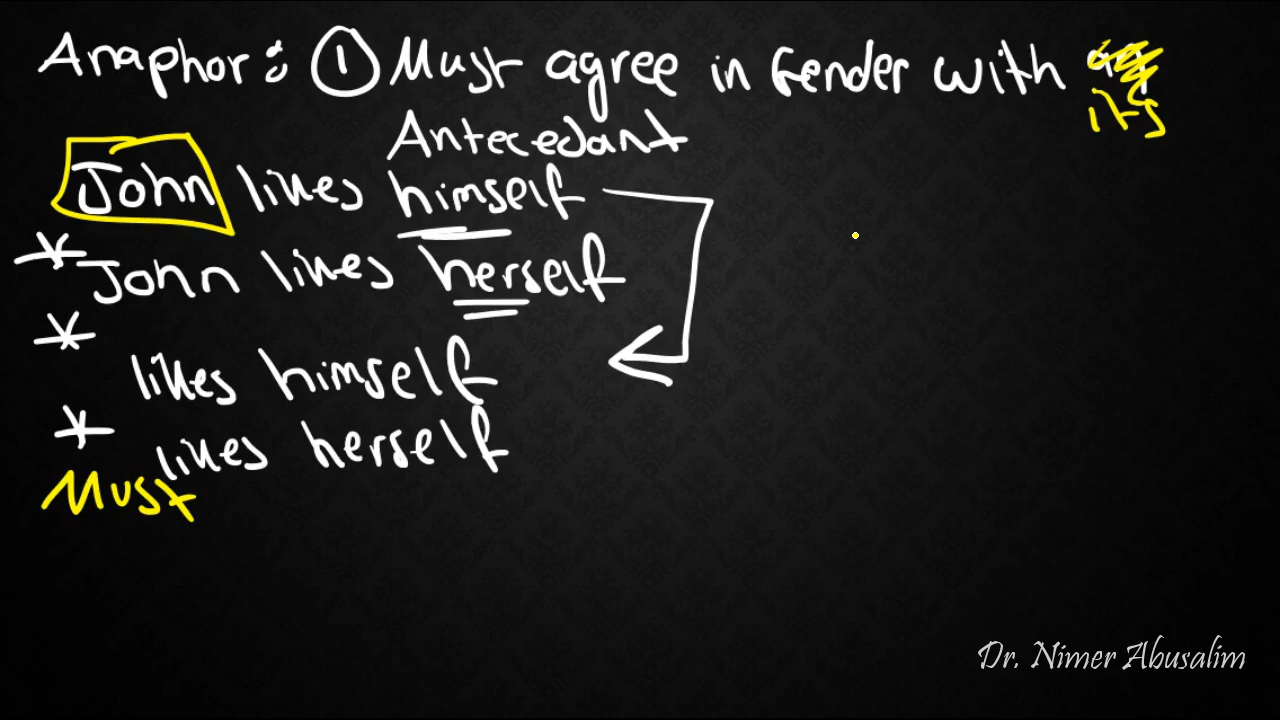 Anaphor: ① Must agree in Gender with its
Antecedant
John likes himself
* John likes herself
* likes himself
* likes herself
Must
Dr. Nimer Abusalim